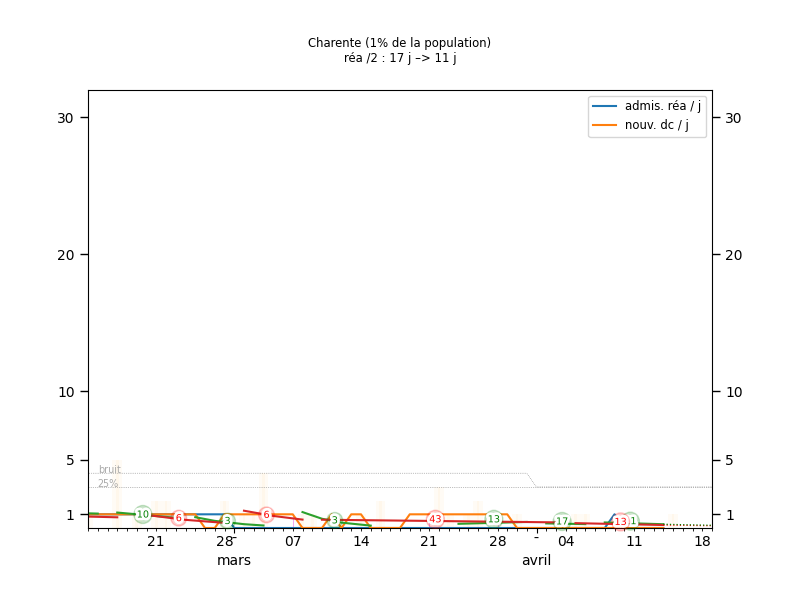 Charente (1% de la population)
réa /2 : 17 j –> 11 j
admis. réa / j
nouv. dc / j
30 30
20 20
10 10
5 5
1 1
bruit
25%
10 6 3 6 3 43 13 17 13
21 28 07 14 21 28 - 04 11 18
mars avril